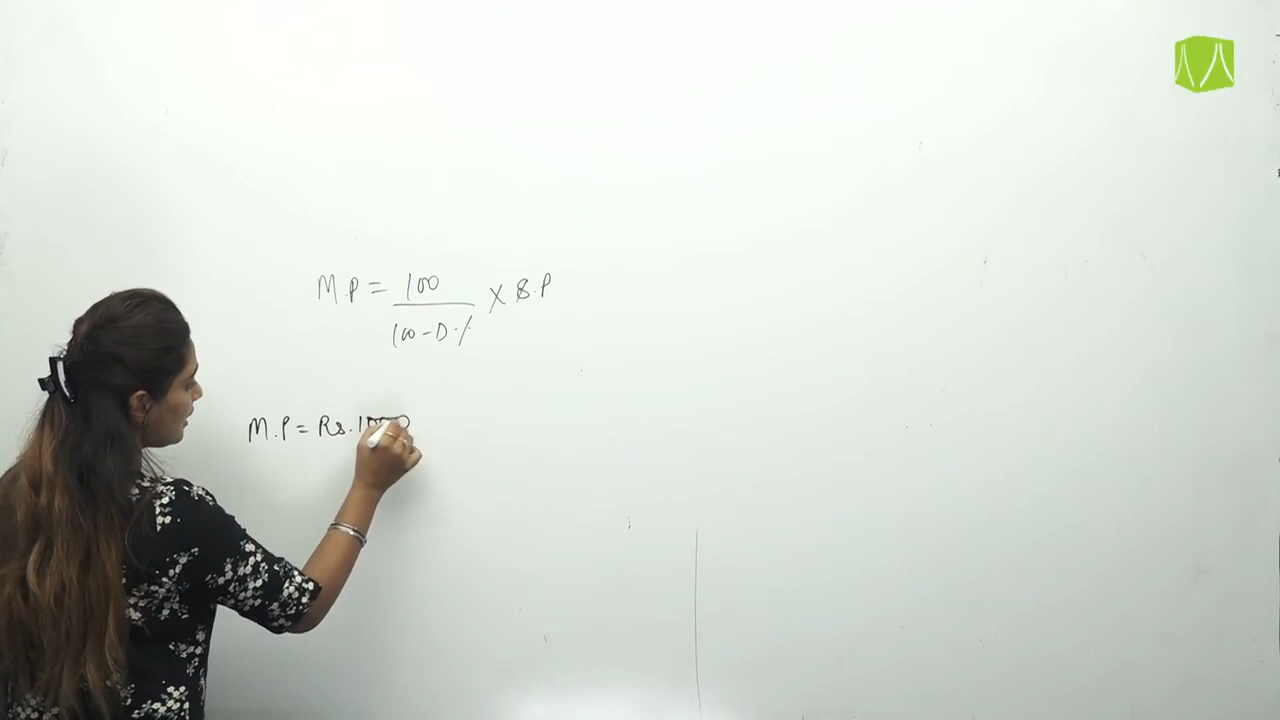 M.P = 100
100 - D.% X S.P
M.P = Rs.